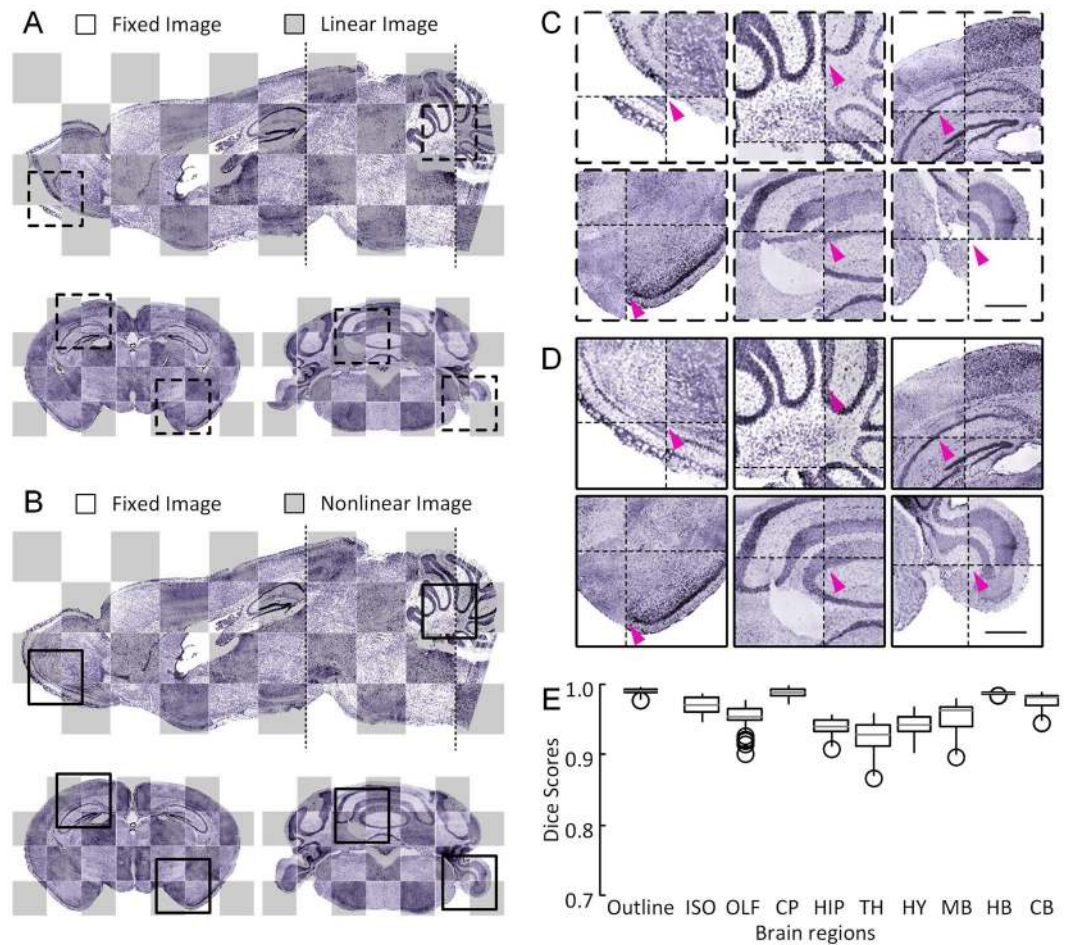 A
Fixed Image
Linear Image
B
Fixed Image
Nonlinear Image
C
D
E
Dice Scores
1.0
0.9
0.8
0.7
Outline ISO OLF CP HIP TH HY MB HB CB
Brain regions